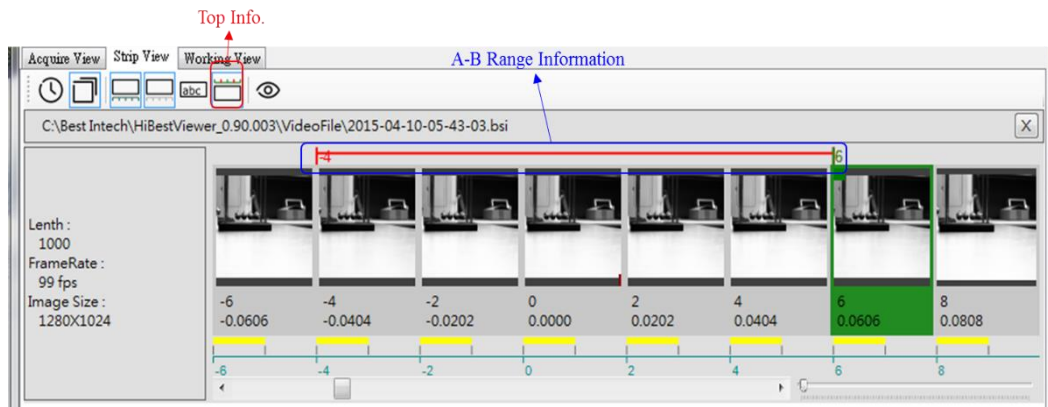 Top Info.
A-B Range Information
Acquire View Strip View Working View
abc
C:\Best Intech\HiBestViewer_0.90.003\VideoFile\2015-04-10-05-43-03.bsi X
-4 6
Lenth :
1000
FrameRate :
99 fps
Image Size :
1280X1024
-6 -4 -2 0 2 4 6 8
-0.0606 -0.0404 -0.0202 0.0000 0.0202 0.0404 0.0606 0.0808
-6 -4 -2 0 2 4 6 8